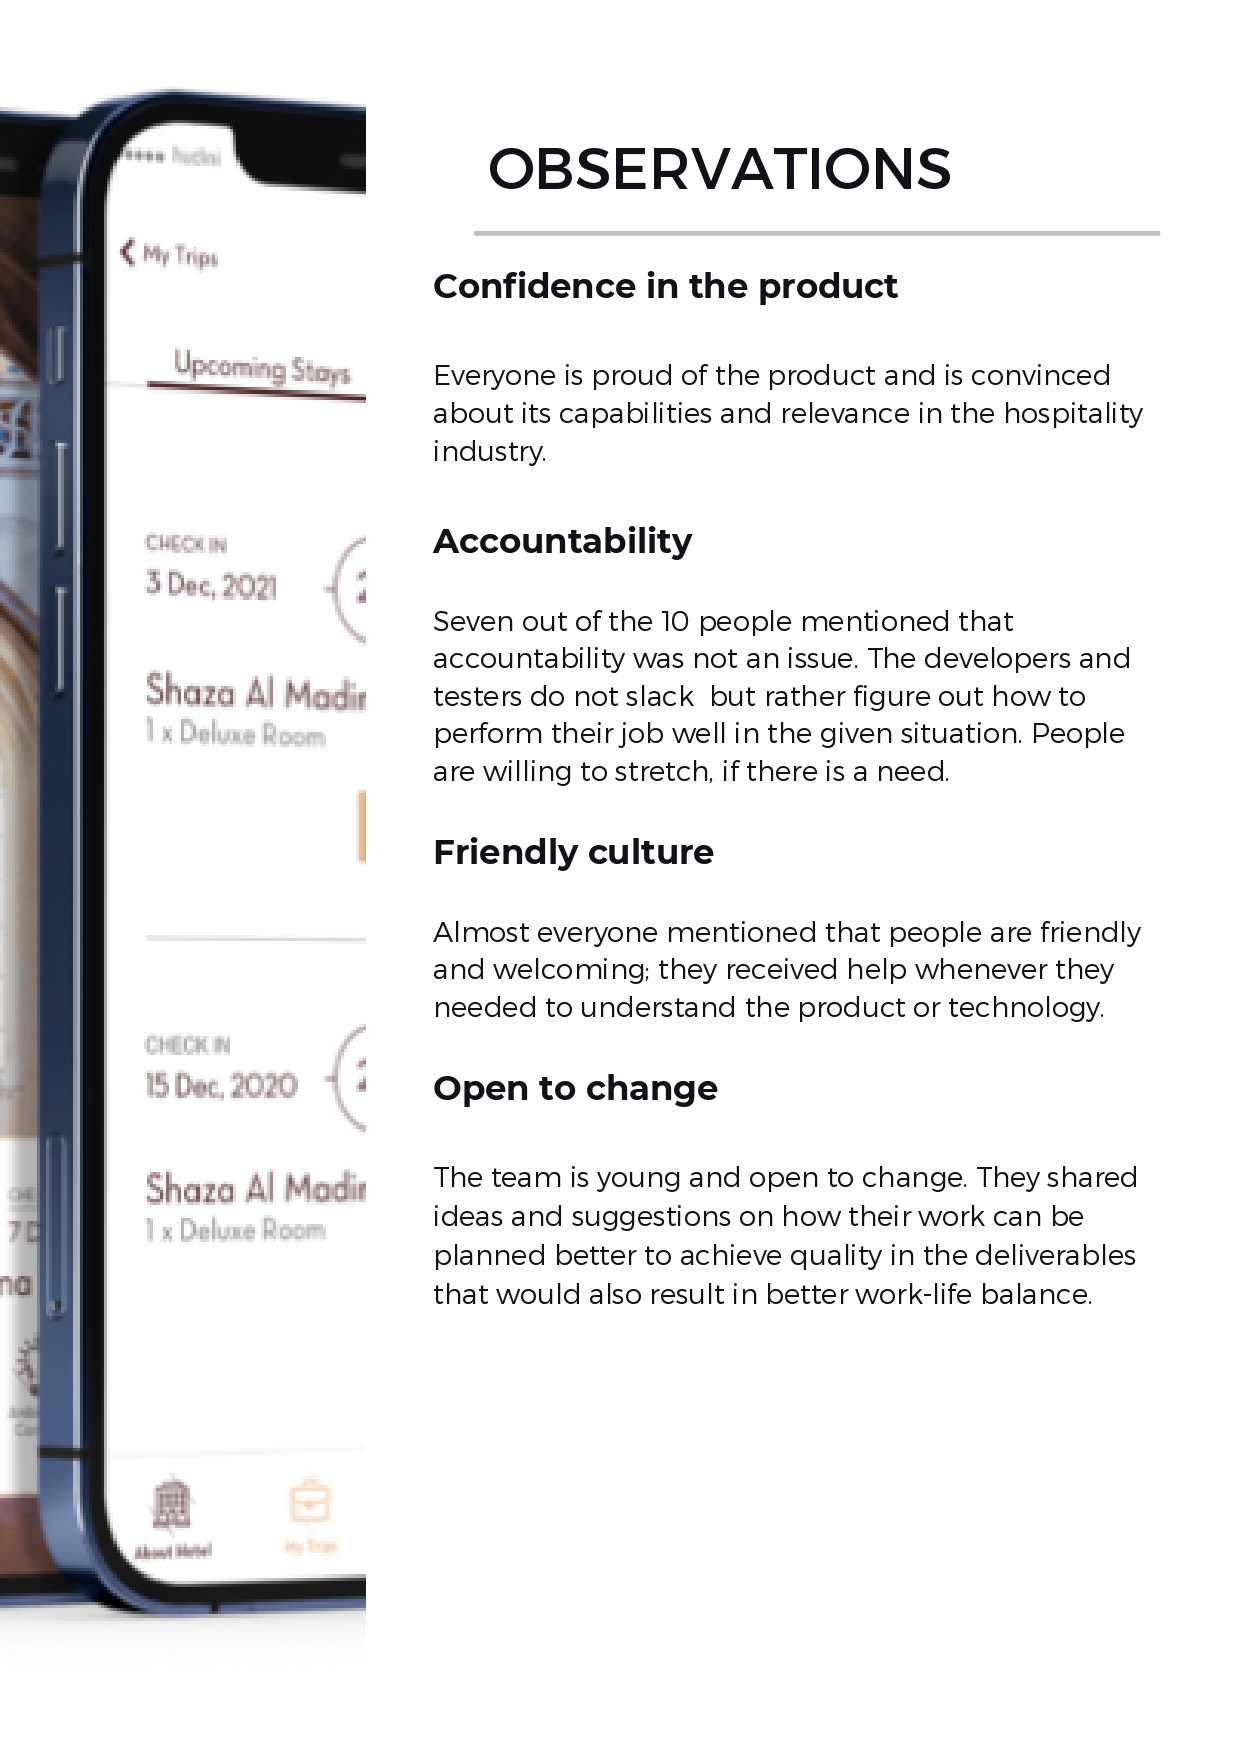 hudini
My Trips
Upcoming Stays
CHECK IN
3 Dec, 2021
Shaza Al Madin
1 x Deluxe Room
CHECK IN
15 Dec, 2020
Shaza Al Madin
1 x Deluxe Room
About Hotel
My Trips
7 D
na
OBSERVATIONS
Confidence in the product
Everyone is proud of the product and is convinced
about its capabilities and relevance in the hospitality
industry.
Accountability
Seven out of the 10 people mentioned that
accountability was not an issue. The developers and
testers do not slack  but rather figure out how to
perform their job well in the given situation. People
are willing to stretch, if there is a need.
Friendly culture
Almost everyone mentioned that people are friendly
and welcoming; they received help whenever they
needed to understand the product or technology.
Open to change
The team is young and open to change. They shared
ideas and suggestions on how their work can be
planned better to achieve quality in the deliverables
that would also result in better work-life balance.